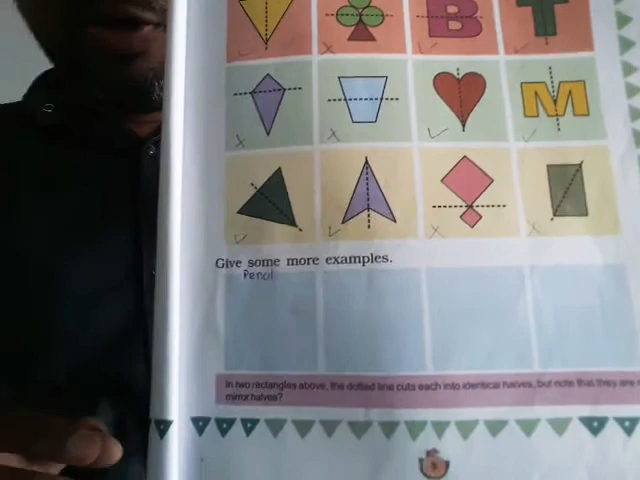 B T
M
Give some more examples.
Pencil
In two rectangles above, the dotted line cuts each into identical halves, but note that they are
mirror halves?